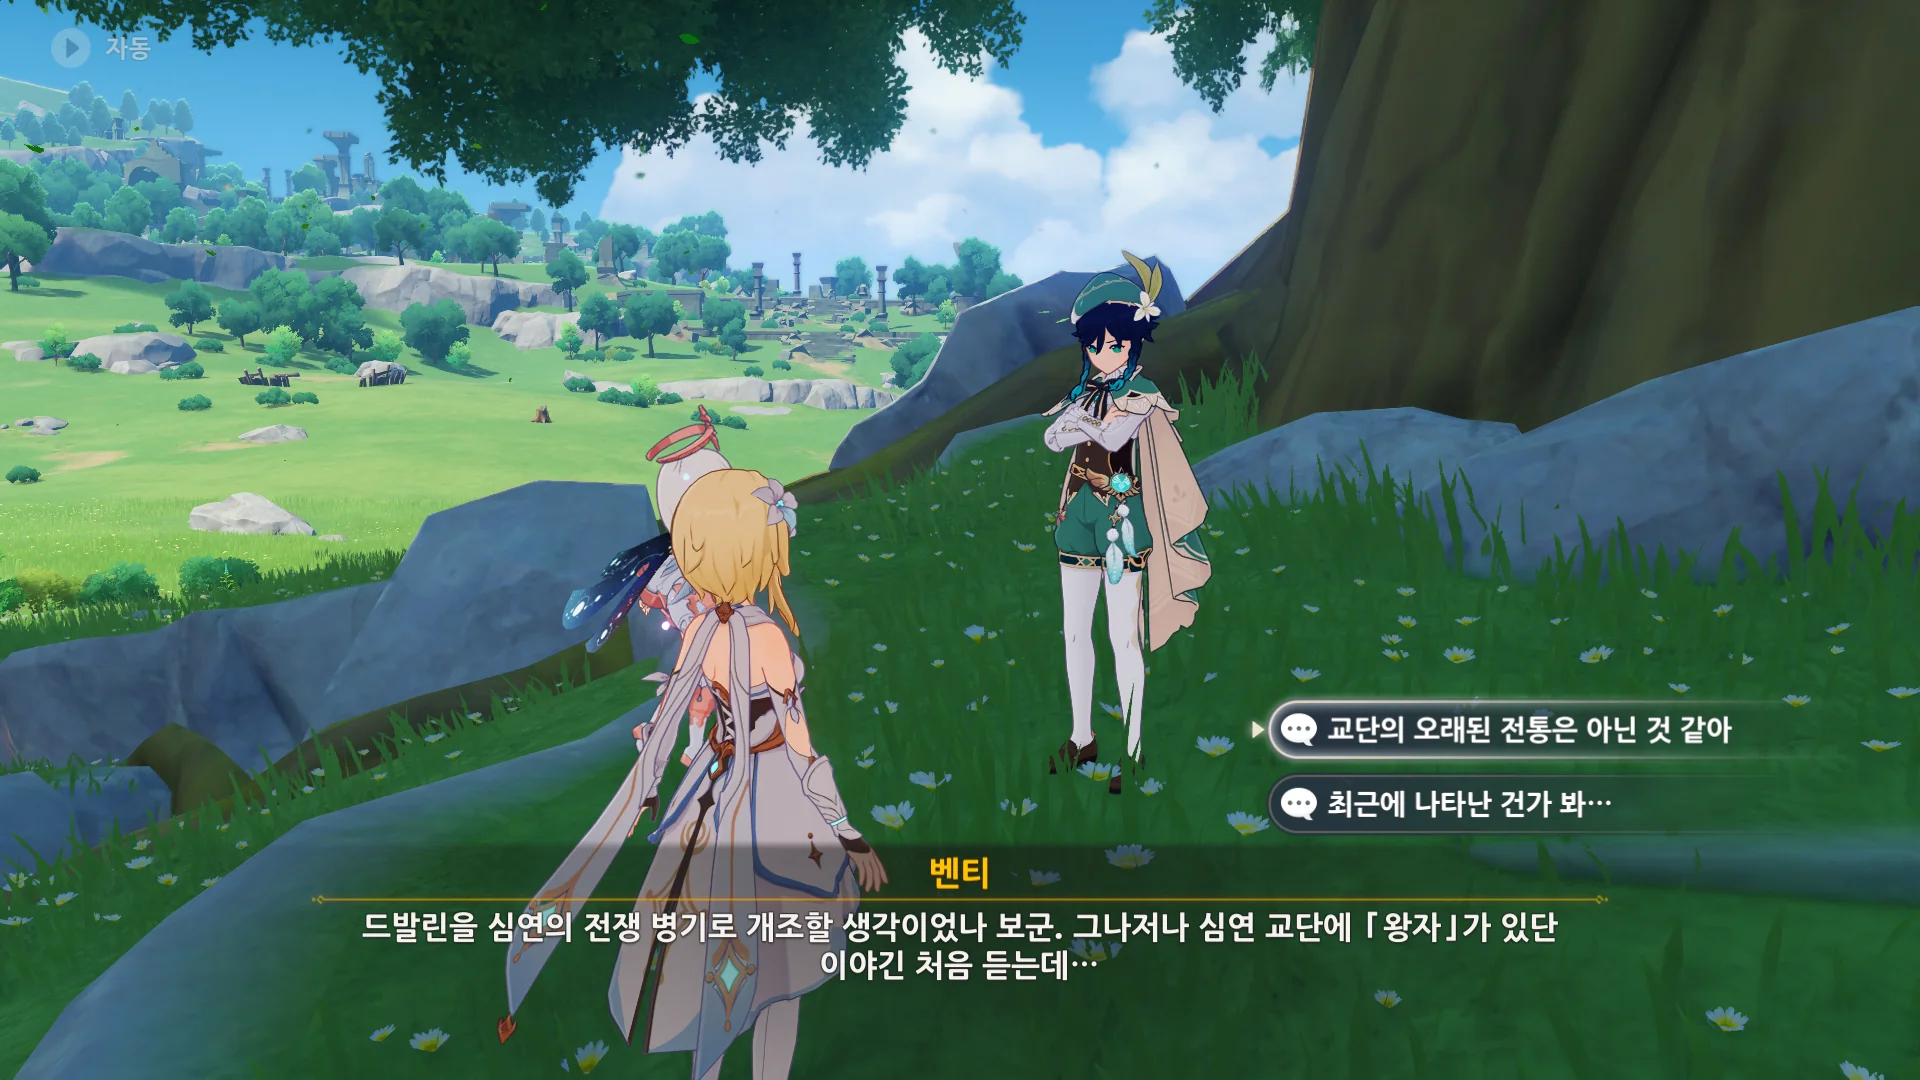 자동
교단의 오래된 전통은 아닌 것 같아
최근에 나타난 건가 봐…
벤티
드발린을 심연의 전쟁 병기로 개조할 생각이었나 보군. 그나저나 심연 교단에 「왕자」가 있단
이야긴 처음 듣는데…